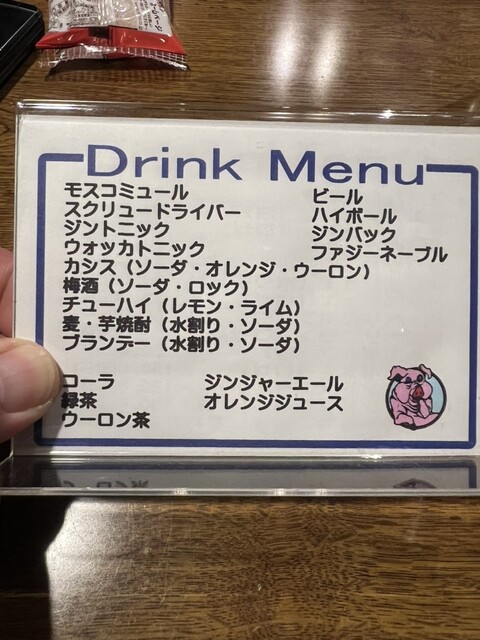 Drink Menu
モスコミュール
スクリュードライバー
ジントニック
ウォッカトニック
カシス（ソーダ・オレンジ・ウーロン）
梅酒（ソーダ・ロック）
チューハイ（レモン・ライム）
麦・芋焼酎（水割り・ソーダ）
ブランデー（水割り・ソーダ）
ビール
ハイボール
ジンバック
ファジーネーブル
コーラ
緑茶
ウーロン茶
ジンジャーエール
オレンジジュース